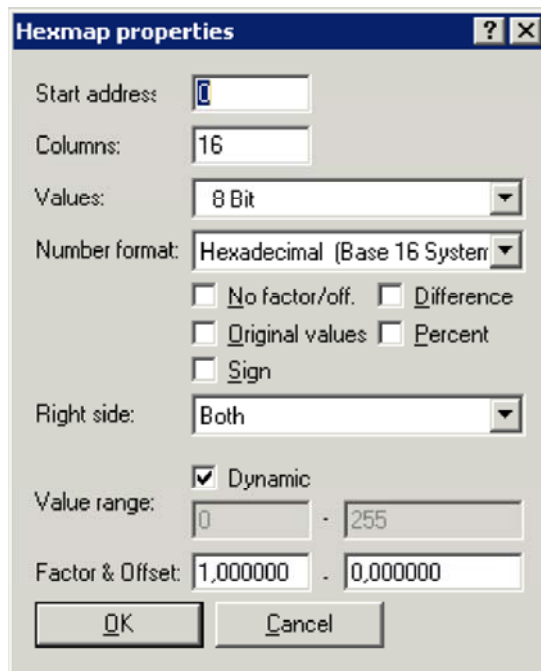 Hexmap properties
Start address
0
Columns:
16
Values:
8 Bit
Number format:
Hexadecimal (Base 16 System
No factor/off.
Difference
Original values
Percent
Sign
Right side:
Both
Dynamic
Value range:
0 - 255
Factor & Offset:
1,000000 - 0,000000
OK
Cancel